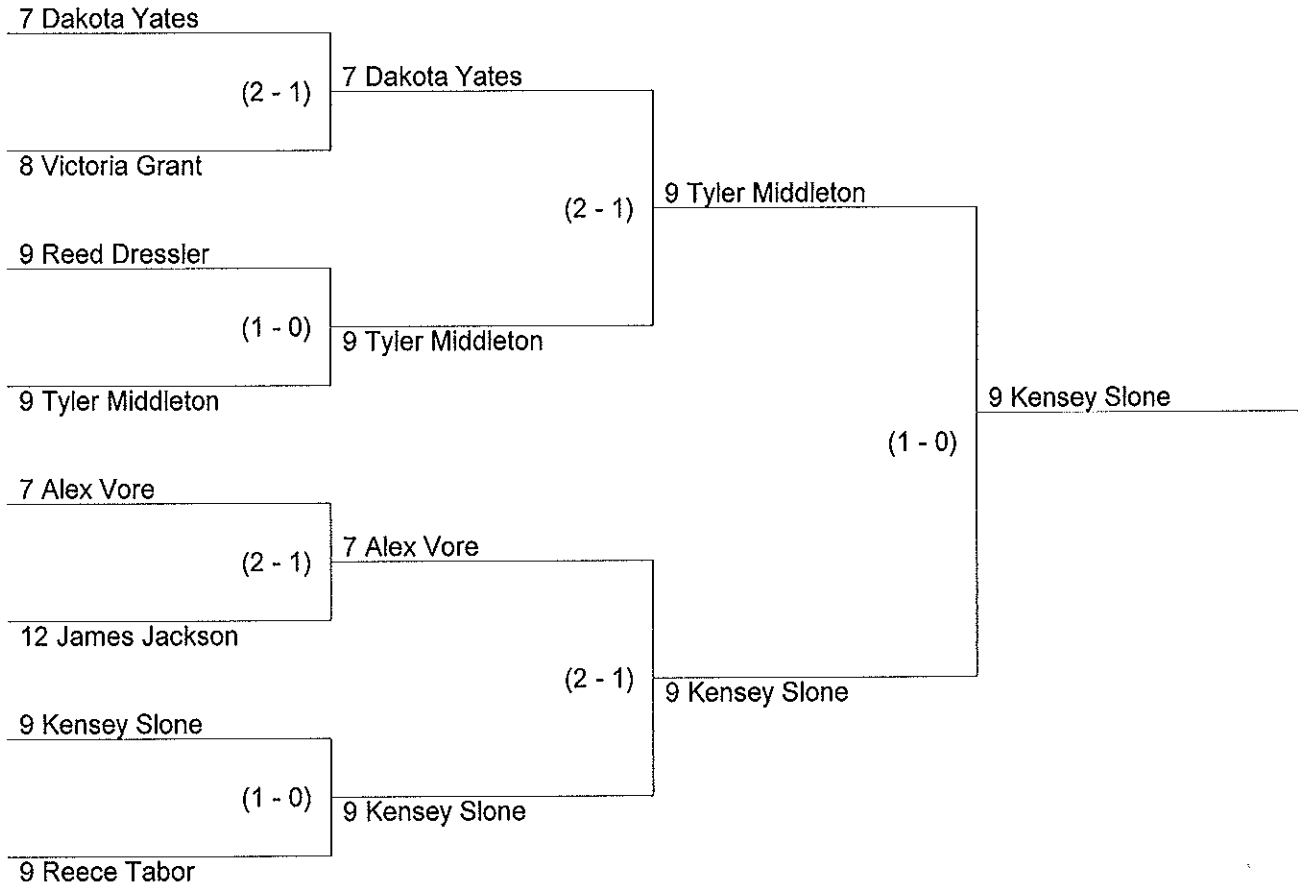 7 Dakota Yates
(2 - 1)
8 Victoria Grant
7 Dakota Yates
(2 - 1)
9 Reed Dressler
(1 - 0)
9 Tyler Middleton
9 Tyler Middleton
9 Tyler Middleton
(1 - 0)
9 Kensey Slone
7 Alex Vore
(2 - 1)
12 James Jackson
7 Alex Vore
(2 - 1)
9 Kensey Slone
(1 - 0)
9 Reece Tabor
9 Kensey Slone
9 Kensey Slone